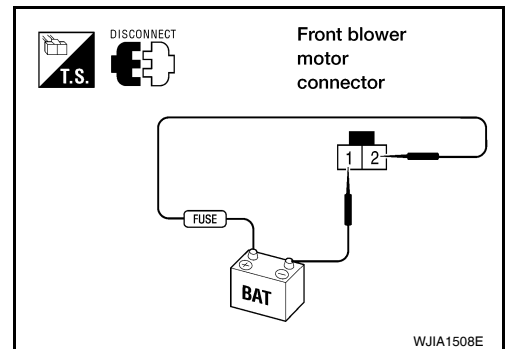 DISCONNECT
T.S.
Front blower
motor
connector
1 2
FUSE
+ −
BAT
WJIA1508E